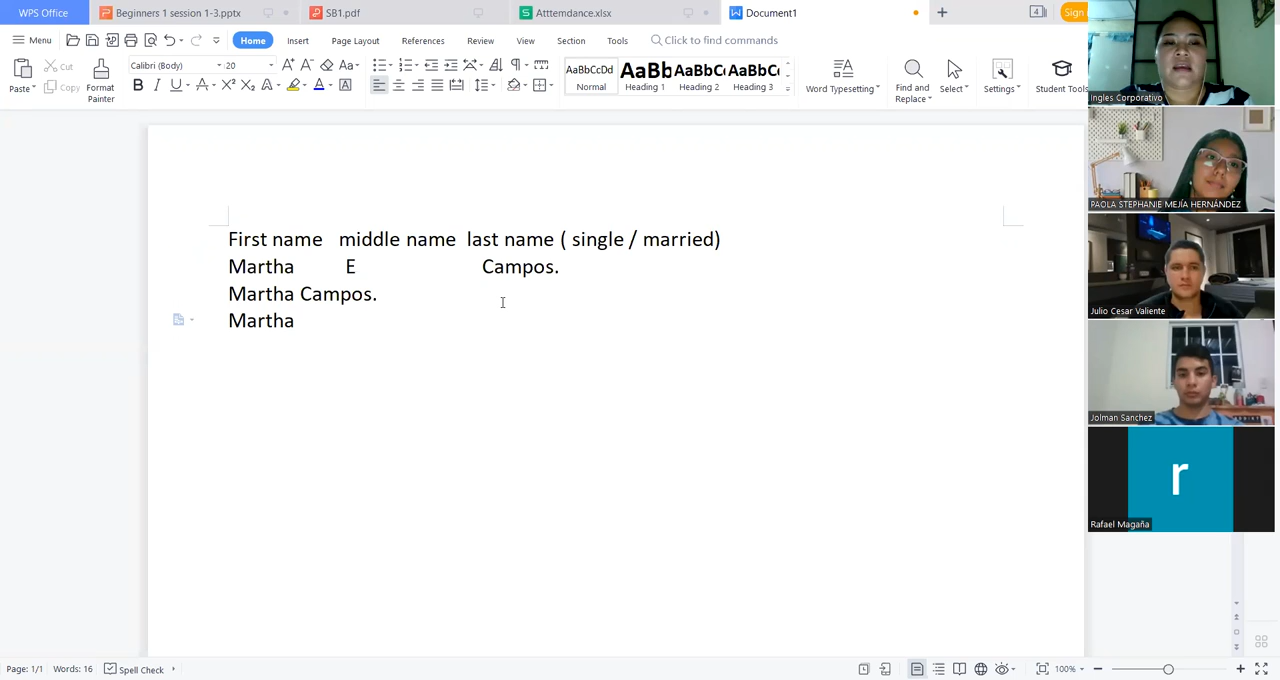 WPS Office Beginners 1 session 1-3.pptx SB1.pdf Atttemdance.xlsx Document1 Sign
Menu Home Insert Page Layout References Review View Section Tools Click to find commands
Paste Cut Copy Format Painter Calibri (Body) 20 AaBbCcDd Normal AaBb Heading 1 AaBbCc Heading 2 AaBbCc Heading 3 Word Typesetting Find and Replace Select Settings Student Tools
Ingles Corporativo
PAOLA STEPHANIE MEJÍA HERNÁNDEZ
Julio Cesar Valiente
Jolman Sanchez
r
Rafael Magaña
First name middle name last name ( single / married)
Martha E Campos.
Martha Campos.
Martha
Page: 1/1 Words: 16 Spell Check 100%